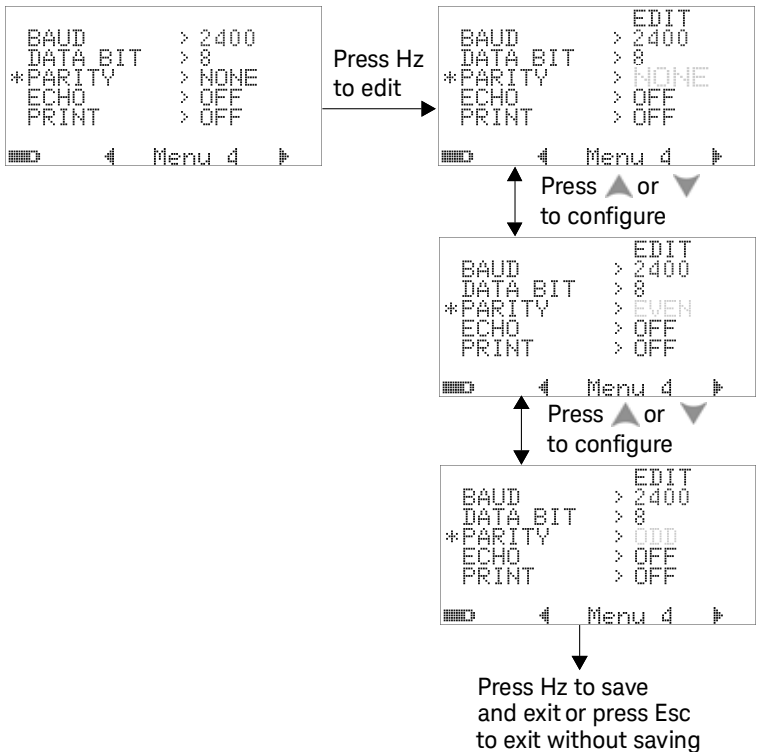 BAUD > 2400
DATA BIT > 8
*PARITY > NONE
ECHO > OFF
PRINT > OFF
Menu 4
Press Hz
to edit
EDIT
BAUD > 2400
DATA BIT > 8
*PARITY > NONE
ECHO > OFF
PRINT > OFF
Menu 4
Press ▲ or ▼
to configure
EDIT
BAUD > 2400
DATA BIT > 8
*PARITY > EVEN
ECHO > OFF
PRINT > OFF
Menu 4
Press ▲ or ▼
to configure
EDIT
BAUD > 2400
DATA BIT > 8
*PARITY > ODD
ECHO > OFF
PRINT > OFF
Menu 4
Press Hz to save
and exit or press Esc
to exit without saving